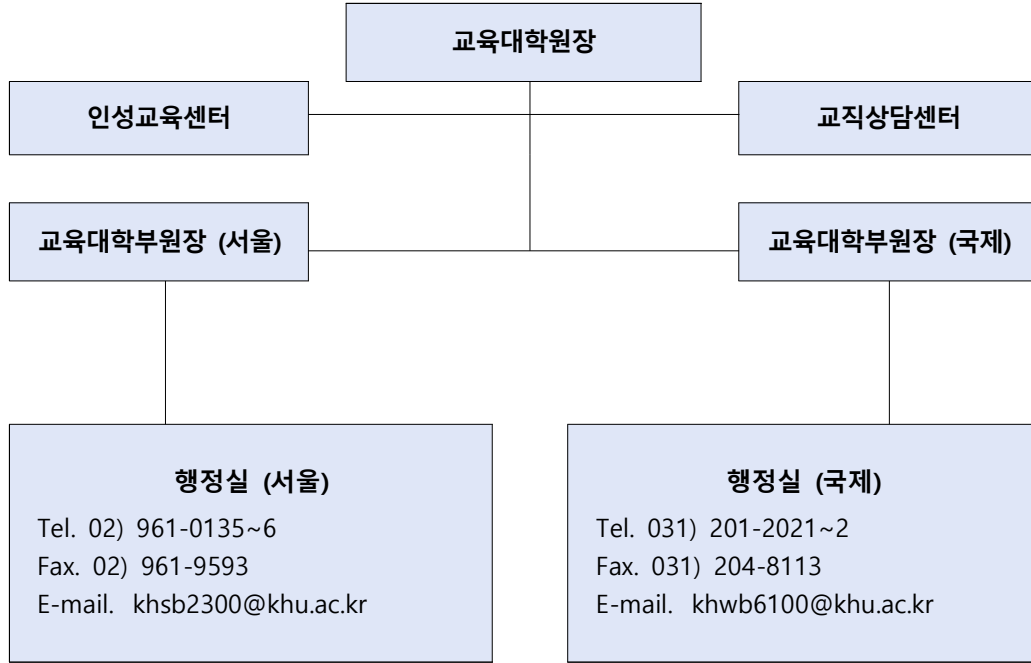 교육대학원장
인성교육센터
교직상담센터
교육대학부원장 (서울)
교육대학부원장 (국제)
행정실 (서울)
Tel. 02) 961-0135~6
Fax. 02) 961-9593
E-mail. khsb2300@khu.ac.kr
행정실 (국제)
Tel. 031) 201-2021~2
Fax. 031) 204-8113
E-mail. khwb6100@khu.ac.kr